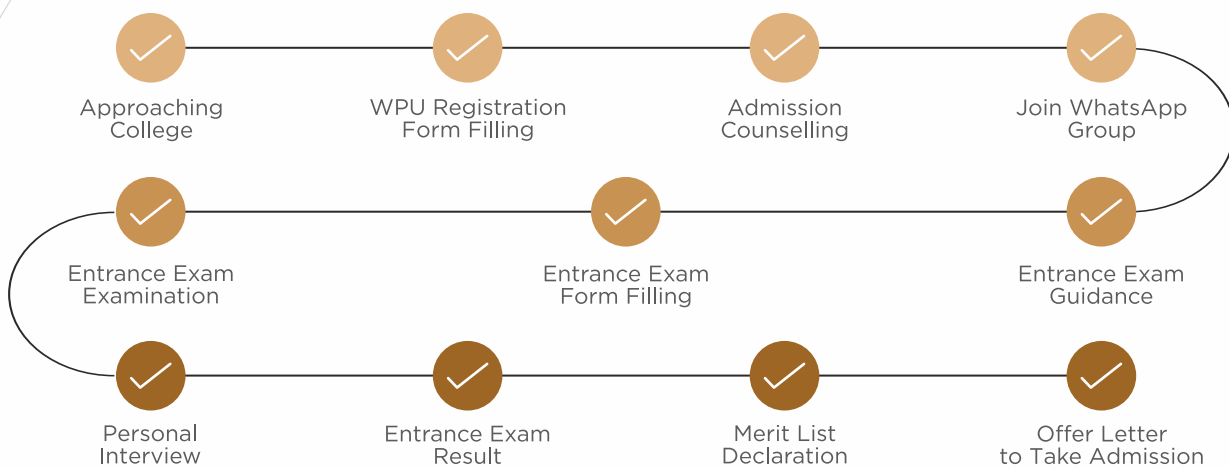 Approaching
College
WPU Registration
Form Filling
Admission
Counselling
Join WhatsApp
Group
Entrance Exam
Guidance
Entrance Exam
Form Filling
Entrance Exam
Examination
Personal
Interview
Entrance Exam
Result
Merit List
Declaration
Offer Letter
to Take Admission